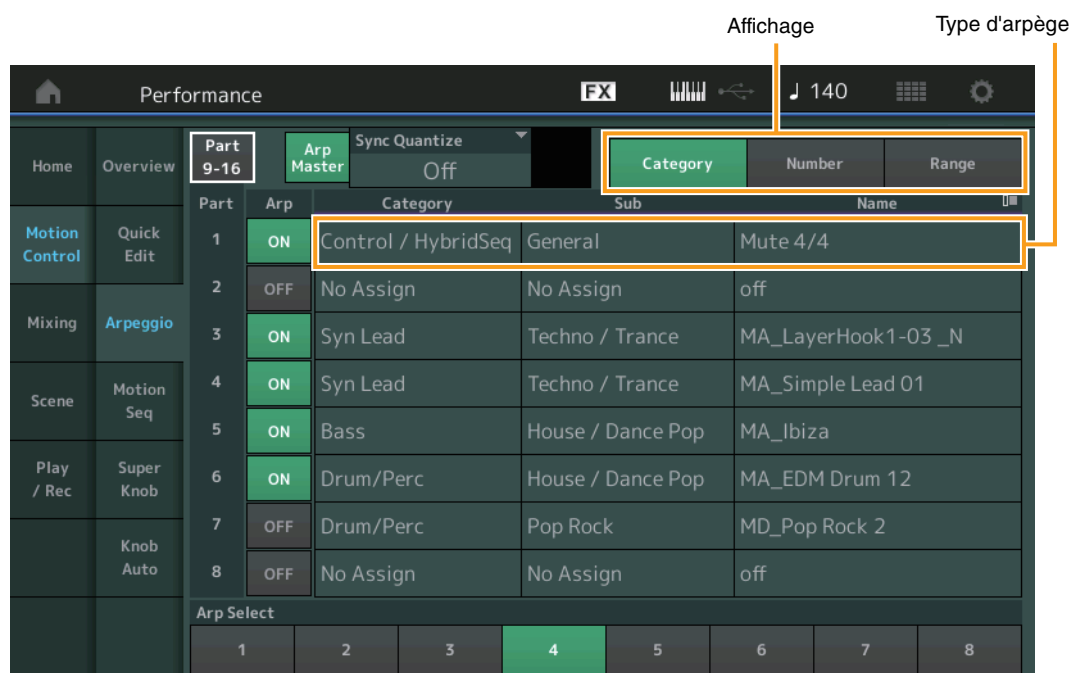 Affichage
Type d'arpège
Performance
FX
140
Home
Overview
Part
9-16
Arp
Master
Sync Quantize
Off
Category
Number
Range
Part
Arp
Category
Sub
Name
Motion
Control
Quick
Edit
1
ON
Control / HybridSeq
General
Mute 4/4
2
OFF
No Assign
No Assign
off
Mixing
Arpeggio
3
ON
Syn Lead
Techno / Trance
MA_LayerHook1-03 _N
Scene
Motion
Seq
4
ON
Syn Lead
Techno / Trance
MA_Simple Lead 01
5
ON
Bass
House / Dance Pop
MA_Ibiza
Play
/ Rec
Super
Knob
6
ON
Drum/Perc
House / Dance Pop
MA_EDM Drum 12
7
OFF
Drum/Perc
Pop Rock
MD_Pop Rock 2
Knob
Auto
8
OFF
No Assign
No Assign
off
Arp Select
1
2
3
4
5
6
7
8